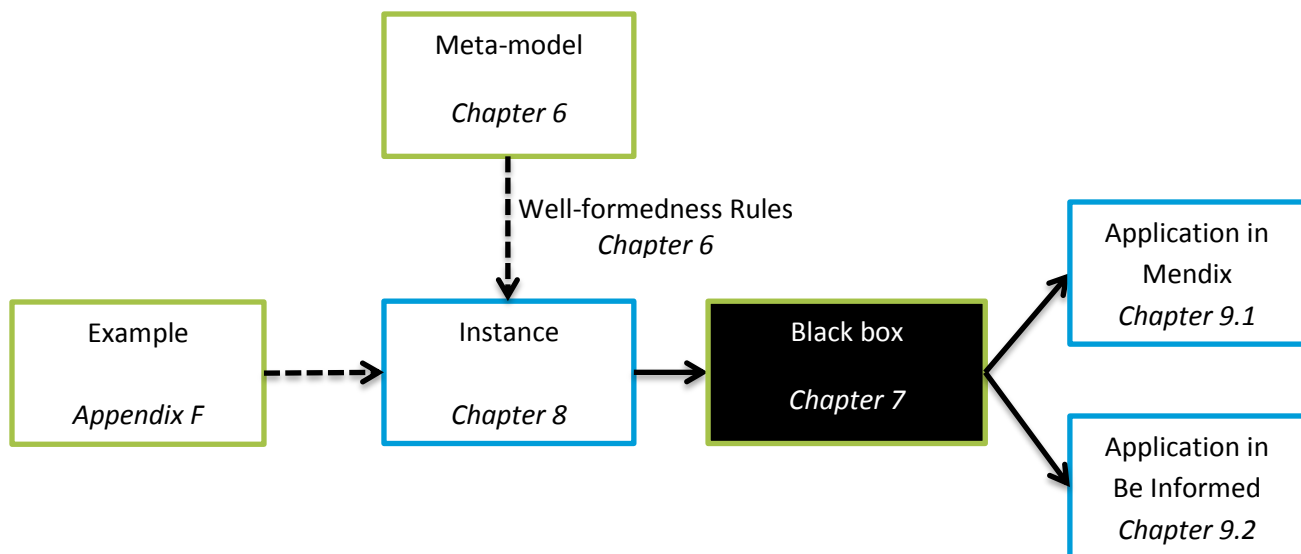 Meta-model
Chapter 6
Well-formedness Rules
Chapter 6
Example
Appendix F
Instance
Chapter 8
Black box
Chapter 7
Application in
Mendix
Chapter 9.1
Application in
Be Informed
Chapter 9.2